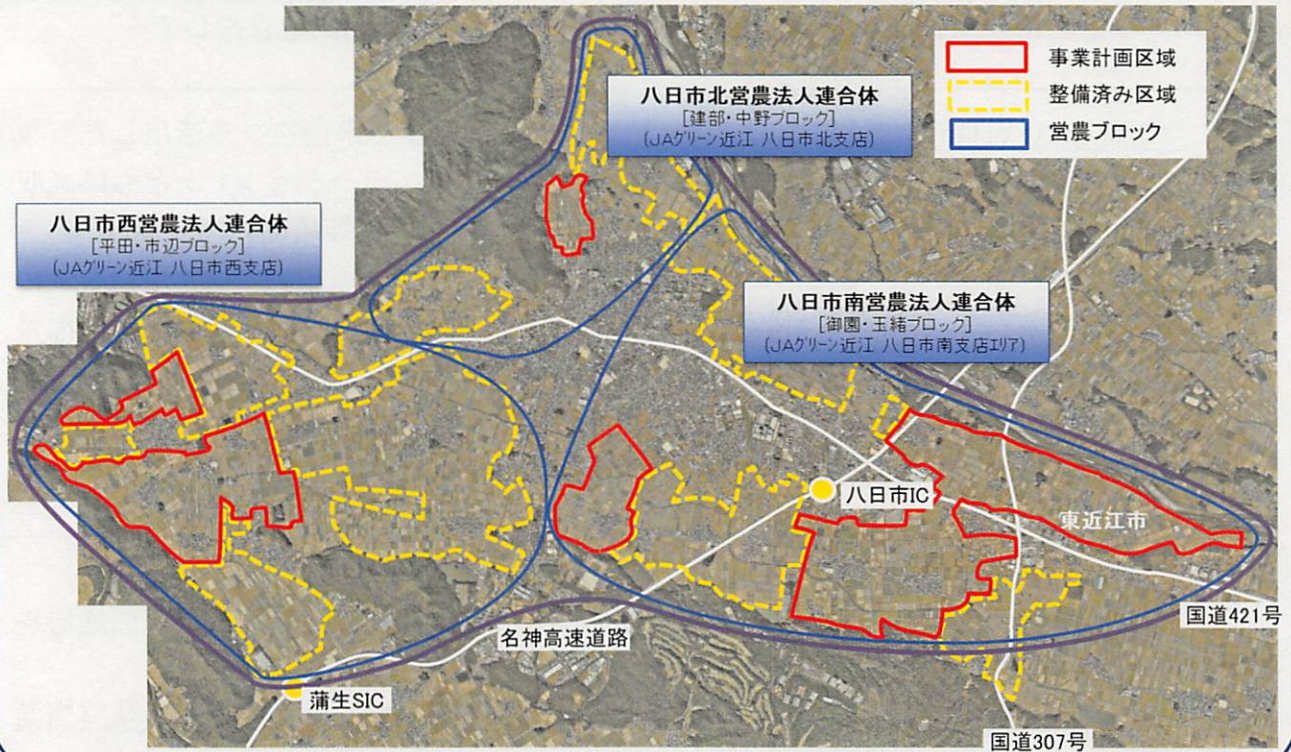 事業計画区域
整備済み区域
営農ブロック
八日市北営農法人連合体
[建部・中野ブロック]
(JAグリーン近江 八日市北支店)
八日市西営農法人連合体
[平田・市辺ブロック]
(JAグリーン近江 八日市西支店)
八日市南営農法人連合体
[御園・玉緒ブロック]
(JAグリーン近江 八日市南支店エリア)
八日市IC
東近江市
国道421号
名神高速道路
蒲生SIC
国道307号